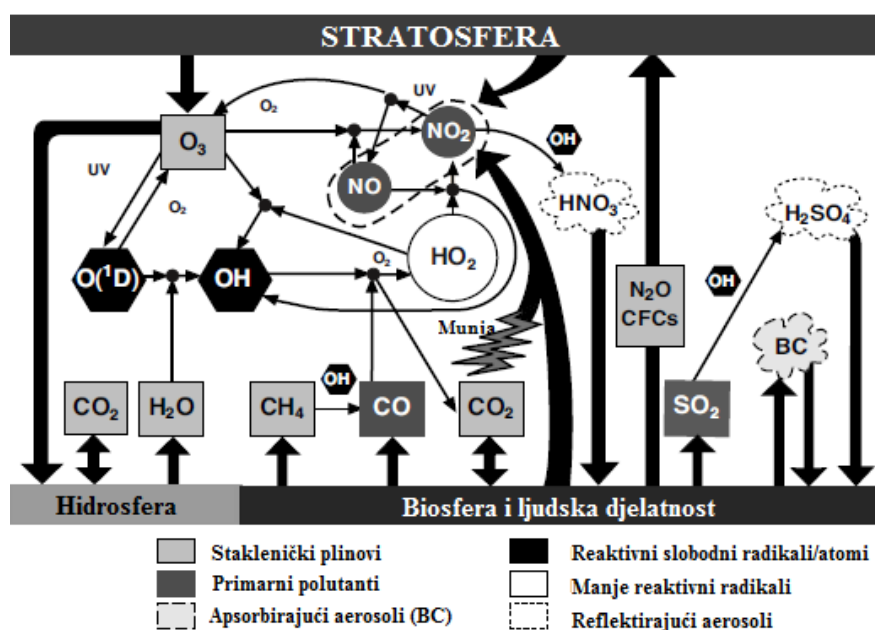 STRATOSFERA
UV
O₂
O₃
NO₂
OH
UV
NO
HNO₃
H₂SO₄
O₂
O(¹D)
OH
O₂
HO₂
N₂O
CFCs
OH
Munja
BC
OH
CO₂
H₂O
CH₄
CO
CO₂
SO₂
Hidrosfera
Biosfera i ljudska djelatnost
Staklenički plinovi
Reaktivni slobodni radikali/atomi
Primarni polutanti
Manje reaktivni radikali
Apsorbirajući aerosoli (BC)
Reflektirajući aerosoli